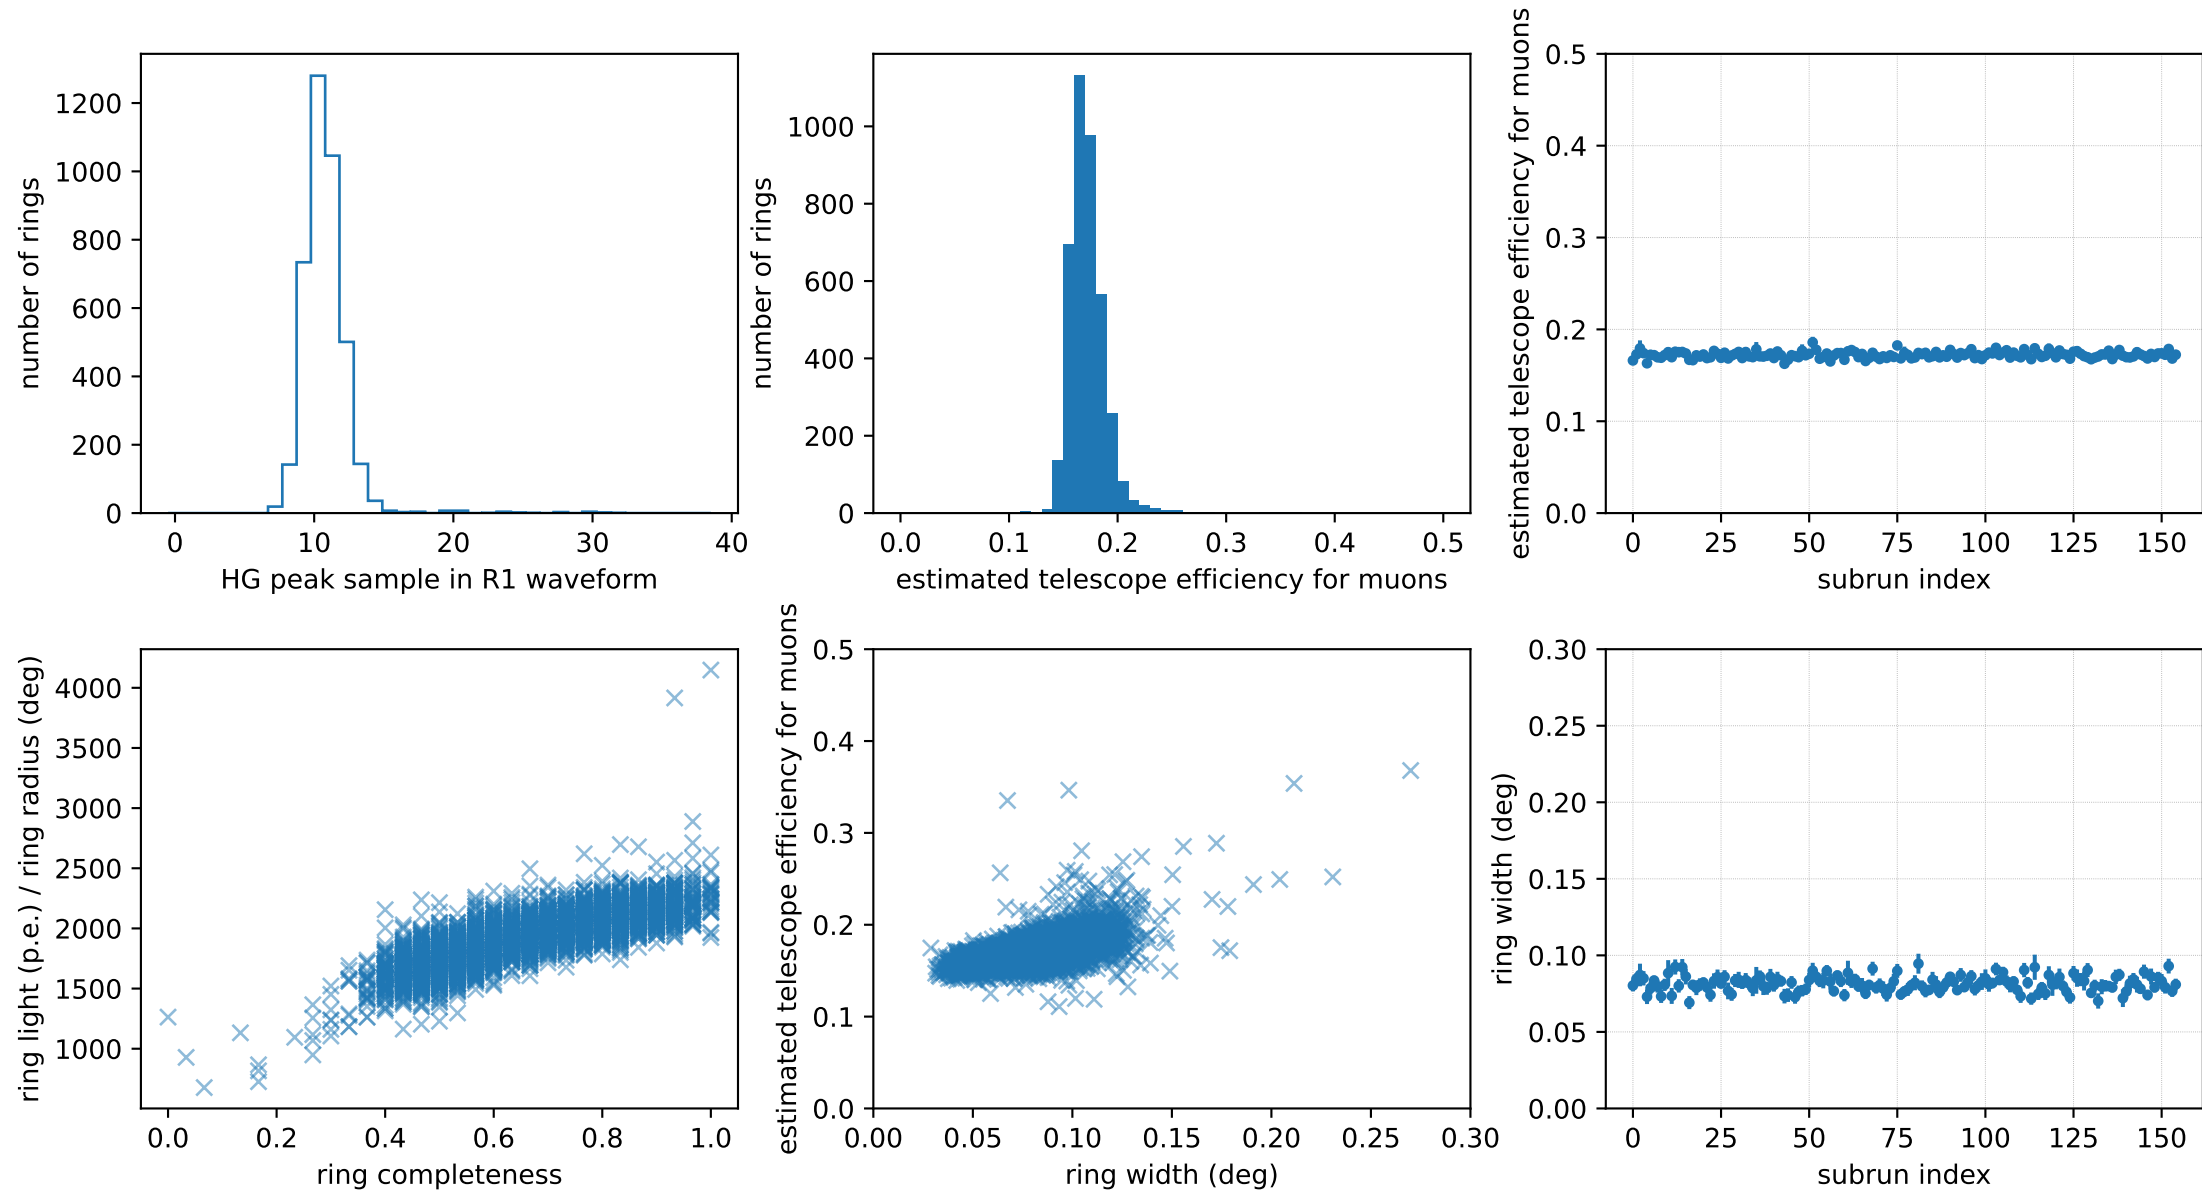 number of rings
1200
1000
800
600
400
200
0
0 10 20 30 40
HG peak sample in R1 waveform
number of rings
1000
800
600
400
200
0
0.0 0.1 0.2 0.3 0.4 0.5
estimated telescope efficiency for muons
estimated telescope efficiency for muons
0.5
0.4
0.3
0.2
0.1
0.0
0 25 50 75 100 125 150
subrun index
ring light (p.e.) / ring radius (deg)
4000
3500
3000
2500
2000
1500
1000
0.0 0.2 0.4 0.6 0.8 1.0
ring completeness
estimated telescope efficiency for muons
0.5
0.4
0.3
0.2
0.1
0.0
0.00 0.05 0.10 0.15 0.20 0.25 0.30
ring width (deg)
ring width (deg)
0.30
0.25
0.20
0.15
0.10
0.05
0.00
0 25 50 75 100 125 150
subrun index